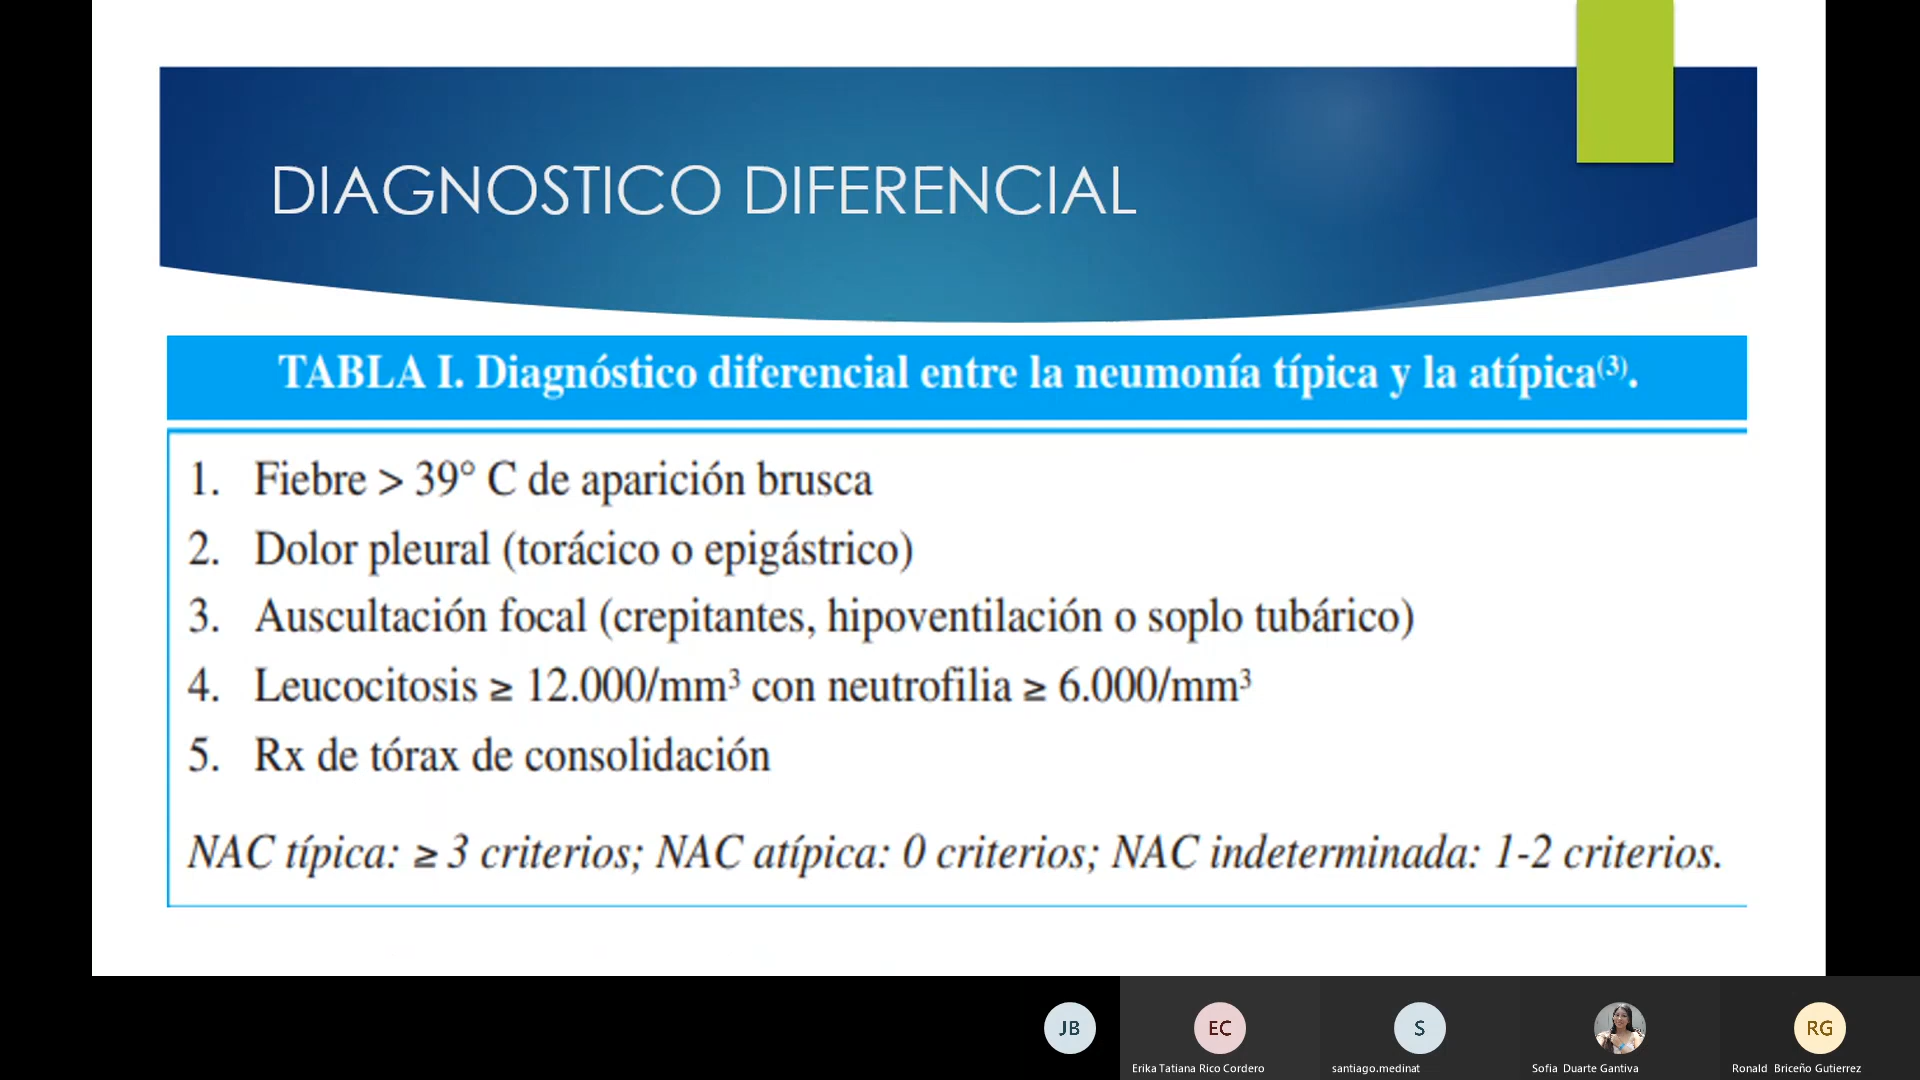 DIAGNOSTICO DIFERENCIAL
TABLA I. Diagnóstico diferencial entre la neumonía típica y la atípica(3).
1. Fiebre > 39° C de aparición brusca
2. Dolor pleural (torácico o epigástrico)
3. Auscultación focal (crepitantes, hipoventilación o soplo tubárico)
4. Leucocitosis ≥ 12.000/mm³ con neutrofilia ≥ 6.000/mm³
5. Rx de tórax de consolidación
NAC típica: ≥ 3 criterios; NAC atípica: 0 criterios; NAC indeterminada: 1-2 criterios.
JB
EC
S
RG
Erika Tatiana Rico Cordero
santiago.medinat
Sofia Duarte Gantiva
Ronald Briceño Gutierrez